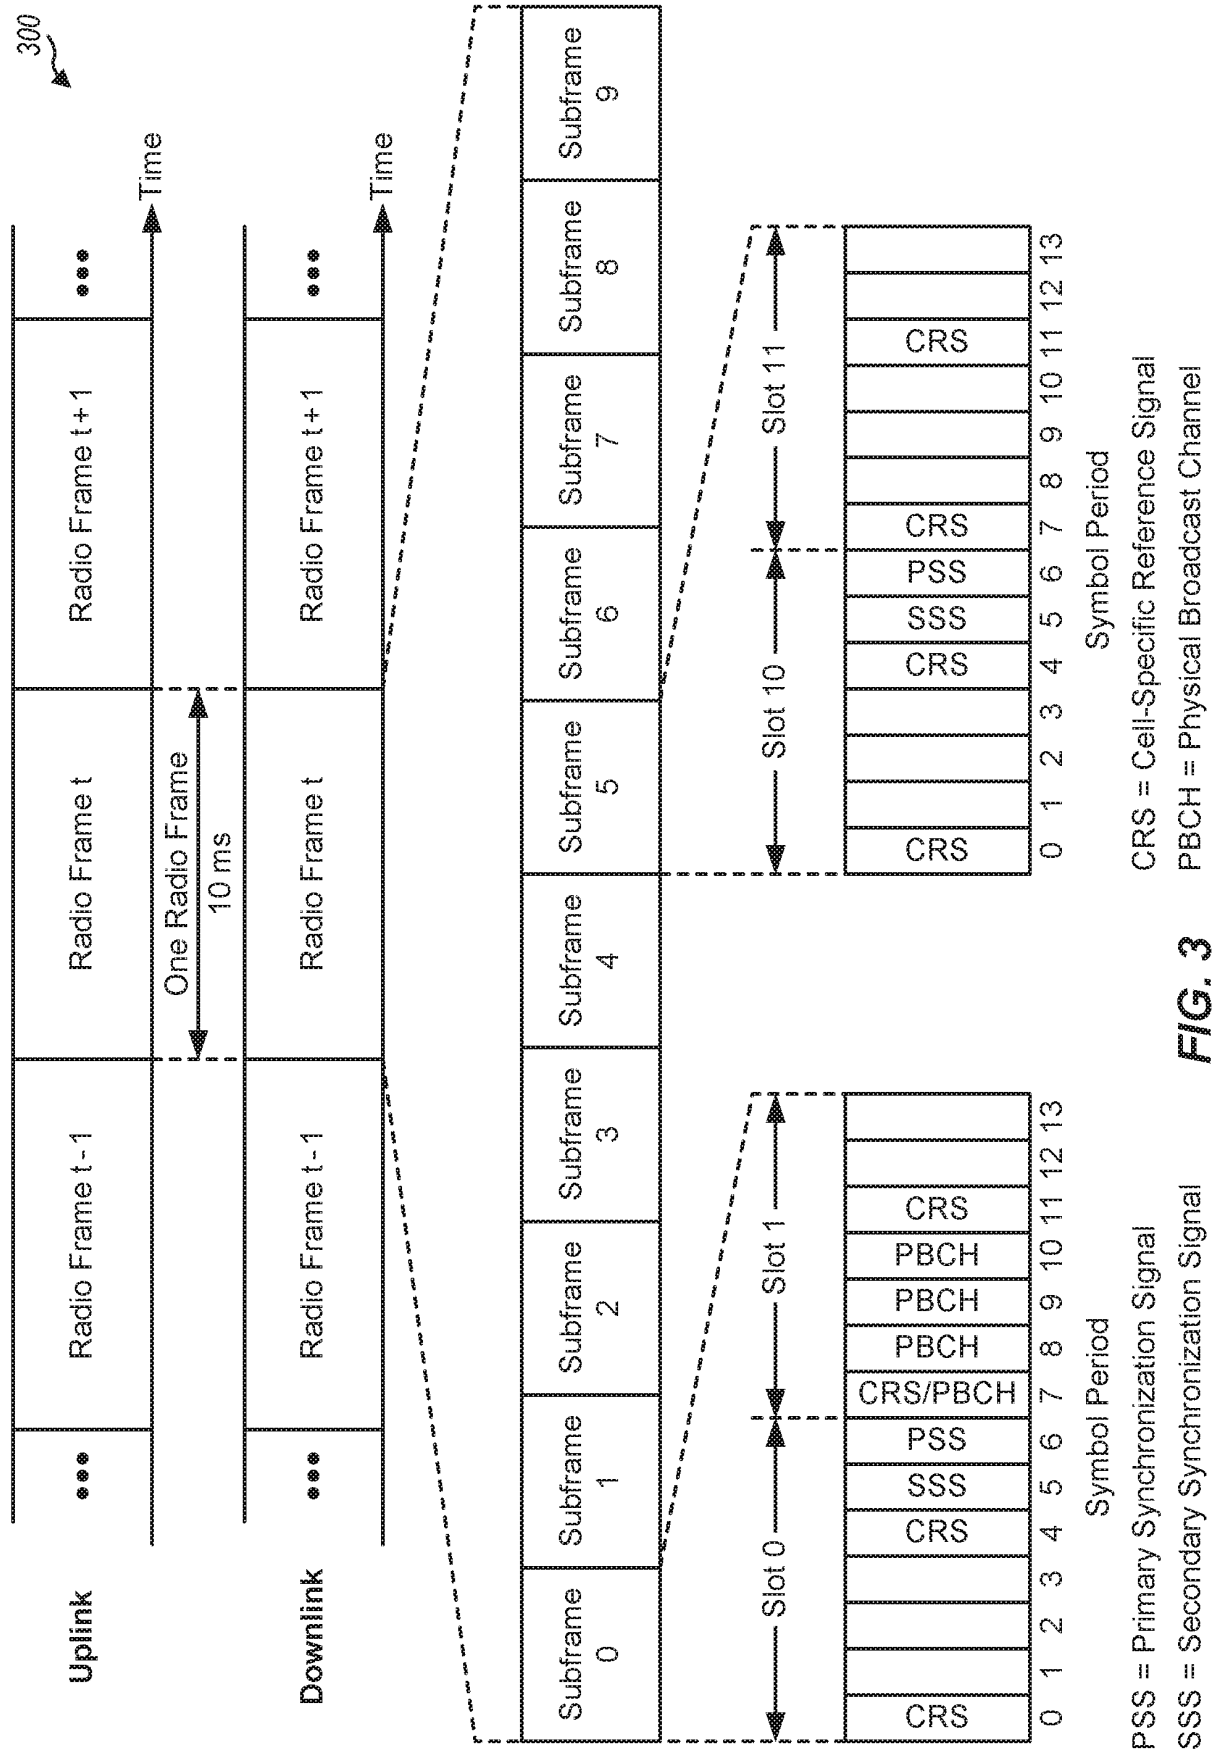 300
Uplink
••• Radio Frame t-1 Radio Frame t Radio Frame t+1 •••
Time
One Radio Frame
10 ms
Downlink
••• Radio Frame t-1 Radio Frame t Radio Frame t+1 •••
Time
Subframe 0 Subframe 1 Subframe 2 Subframe 3 Subframe 4 Subframe 5 Subframe 6 Subframe 7 Subframe 8 Subframe 9
Slot 0 Slot 1
CRS CRS SSS PSS CRS/PBCH PBCH PBCH PBCH CRS
0 1 2 3 4 5 6 7 8 9 10 11 12 13
Symbol Period
Slot 10 Slot 11
CRS CRS SSS PSS CRS CRS
0 1 2 3 4 5 6 7 8 9 10 11 12 13
Symbol Period
PSS = Primary Synchronization Signal
SSS = Secondary Synchronization Signal
CRS = Cell-Specific Reference Signal
PBCH = Physical Broadcast Channel
FIG. 3